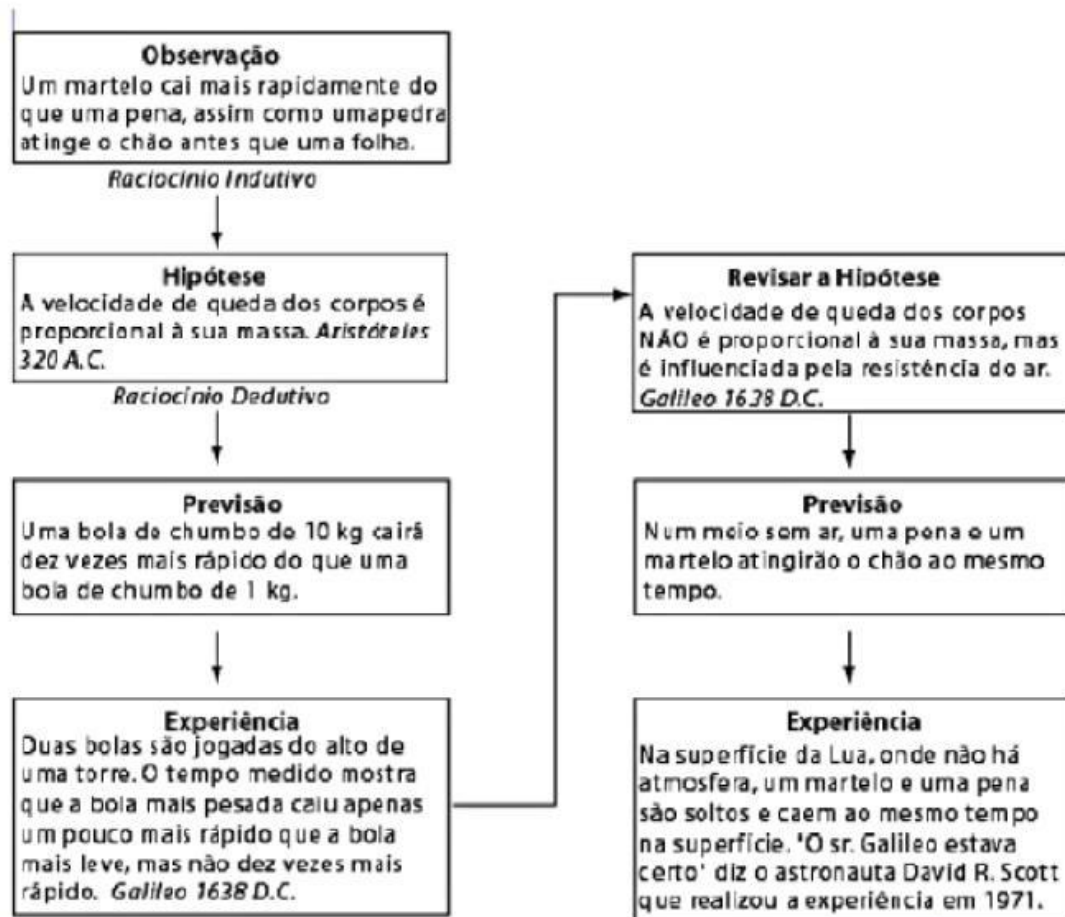 Observação
Um martelo cai mais rapidamente do
que uma pena, assim como umapedra
atinge o chão antes que uma folha.
Raciocínio Indutivo
Hipótese
A velocidade de queda dos corpos é
proporcional à sua massa. Aristóteles
320 A.C.
Raciocínio Dedutivo
Previsão
Uma bola de chumbo de 10 kg cairá
dez vezes mais rápido do que uma
bola de chumbo de 1 kg.
Experiência
Duas bolas são jogadas do alto de
uma torre. O tempo medido mostra
que a bola mais pesada caiu apenas
um pouco mais rápido que a bola
mais leve, mas não dez vezes mais
rápido. Galileo 1638 D.C.
Revisar a Hipótese
A velocidade de queda dos corpos
NÃO é proporcional à sua massa, mas
é influenciada pela resistência do ar.
Galileo 1638 D.C.
Previsão
Num meio sem ar, uma pena e um
martelo atingirão o chão ao mesmo
tempo.
Experiência
Na superfície da Lua, onde não há
atmosfera, um martelo e uma pena
são soltos e caem ao mesmo tempo
na superfície. 'O sr. Galileo estava
certo' diz o astronauta David R. Scott
que realizou a experiência em 1971.